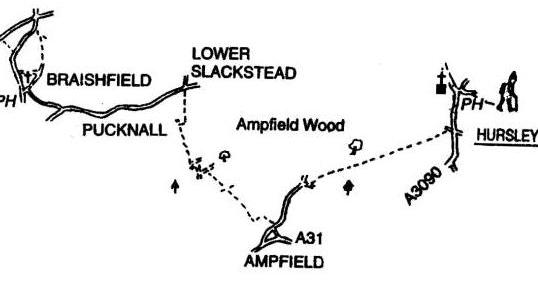 LOWER
SLACKSTEAD
BRAISHFIELD
PH
PUCKNALL
Ampfield Wood
PH
HURSLEY
A3090
A31
AMPFIELD